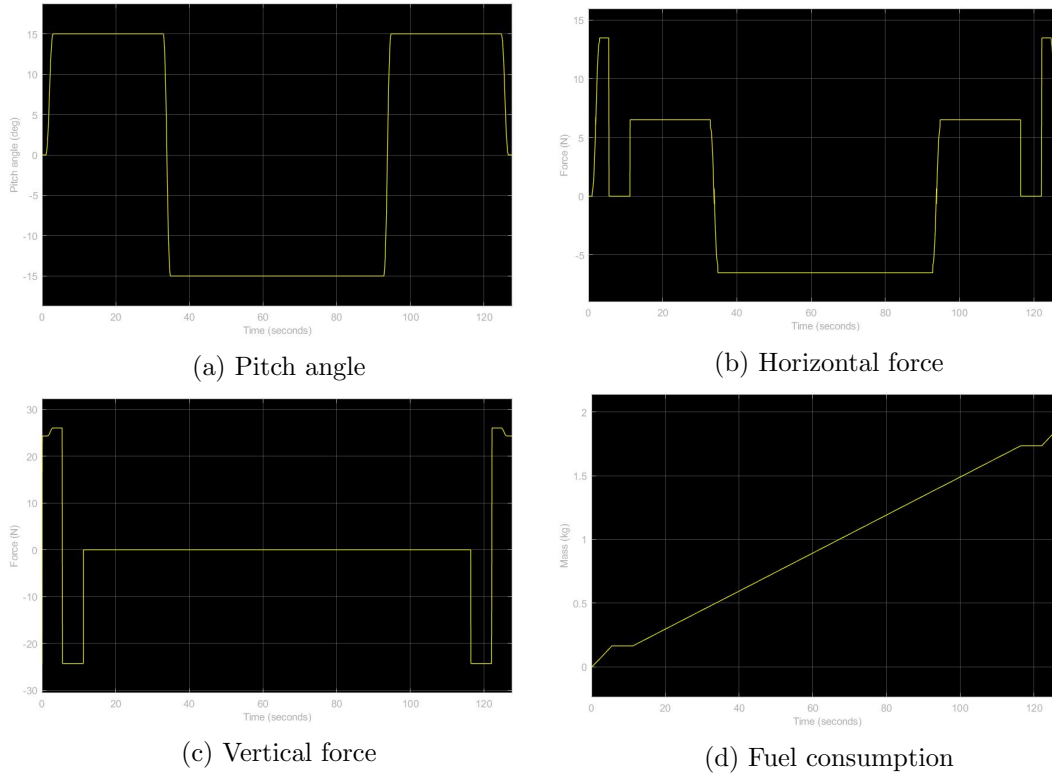 15
10
5
0
-5
-10
-15
Pitch angle (deg)
0 20 40 60 80 100 120
Time (seconds)
(a) Pitch angle
15
10
5
0
-5
Force (N)
0 20 40 60 80 100 120
Time (seconds)
(b) Horizontal force
30
20
10
0
-10
-20
-30
Force (N)
0 20 40 60 80 100 120
Time (seconds)
(c) Vertical force
2
1.5
1
0.5
0
Mass (kg)
0 20 40 60 80 100 120
Time (seconds)
(d) Fuel consumption